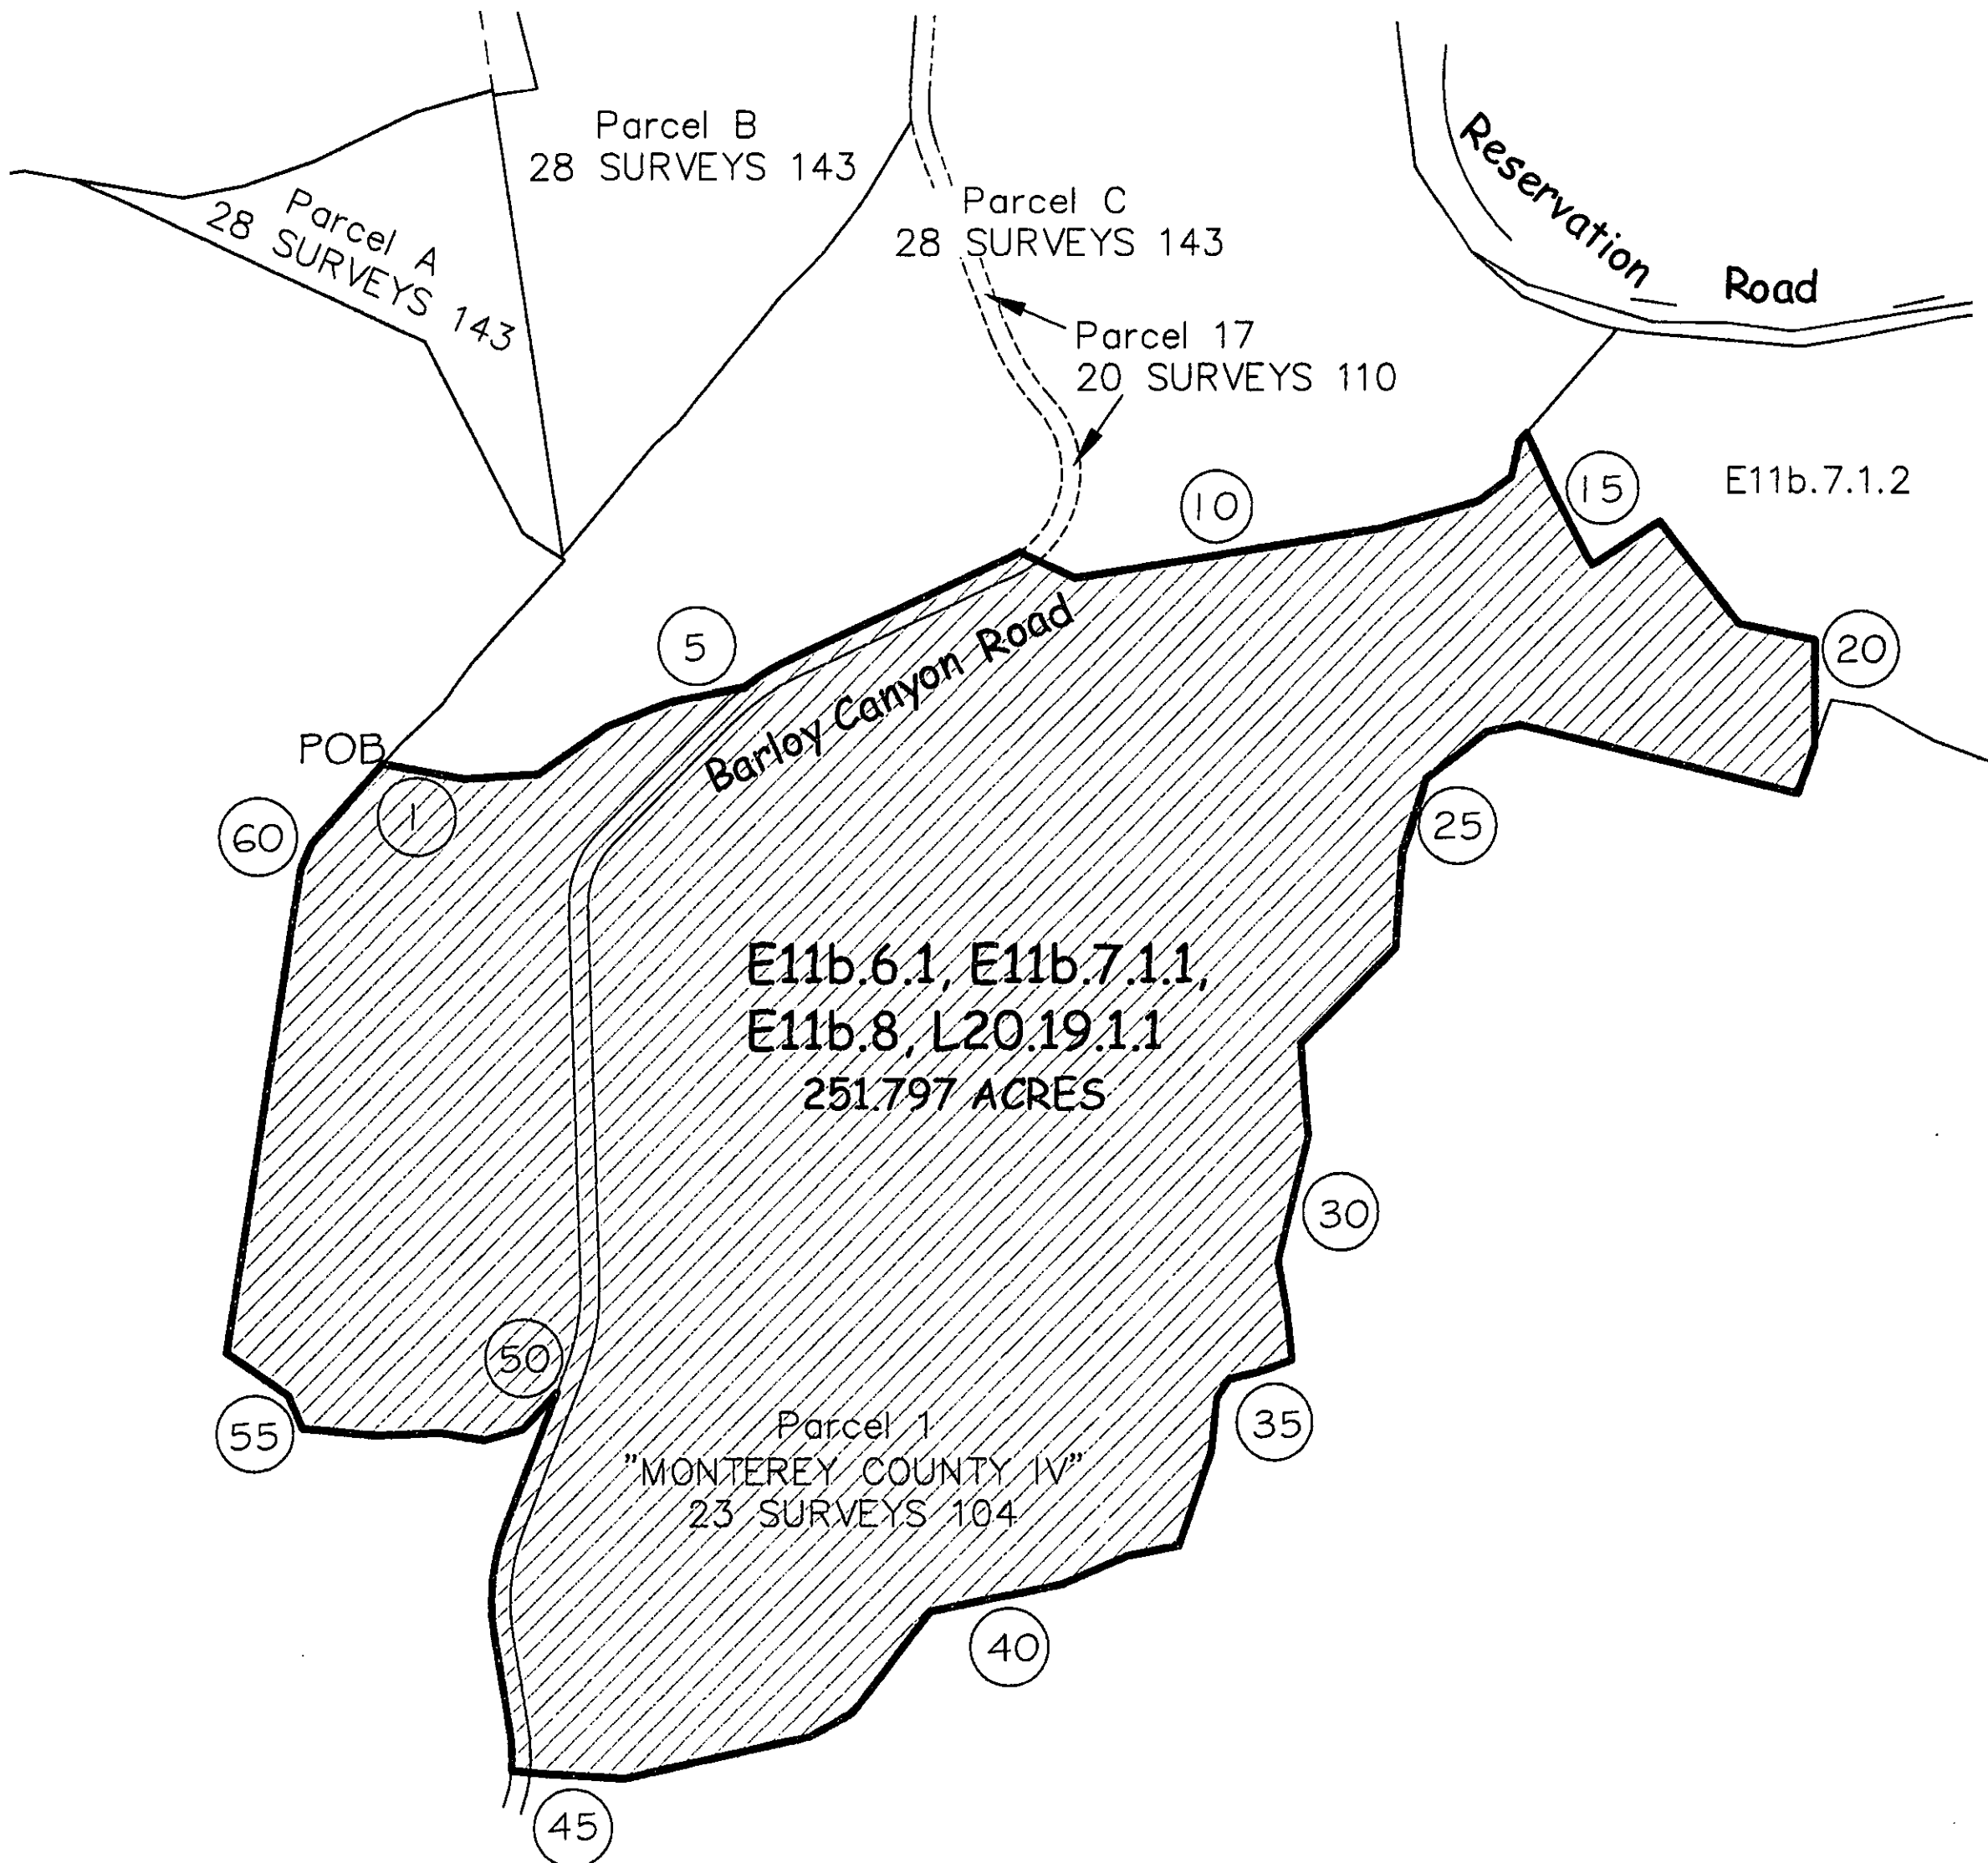 Parcel B
28 SURVEYS 143
Parcel A
28 SURVEYS 143
Parcel C
28 SURVEYS 143
Reservation Road
Parcel 17
20 SURVEYS 110
E11b.7.1.2
15
10
20
5
POB
1
60
25
Barloy Canyon Road
E11b.6.1, E11b.7.1.1,
E11b.8, L20.19.1.1
251.797 ACRES
30
50
55
35
Parcel 1
"MONTEREY COUNTY IV"
23 SURVEYS 104
40
45